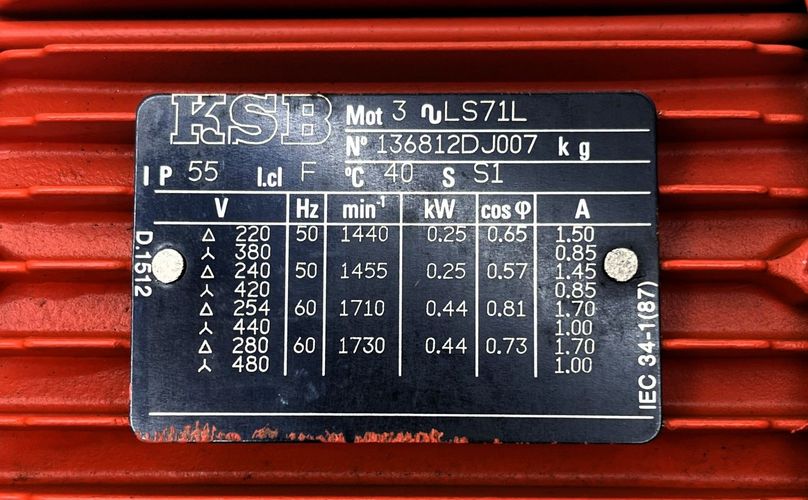 KSB
Mot 3 ∿ LS71L
Nº 136812DJ007 kg
IP 55 I.cl F °C 40 S S1
V Hz min⁻¹ kW cos φ A
Δ 220 50 1440 0.25 0.65 1.50
⅄ 380 0.85
Δ 240 50 1455 0.25 0.57 1.45
⅄ 420 0.85
Δ 254 60 1710 0.44 0.81 1.70
⅄ 440 1.00
Δ 280 60 1730 0.44 0.73 1.70
⅄ 480 1.00
D.1512
IEC 34-1(87)